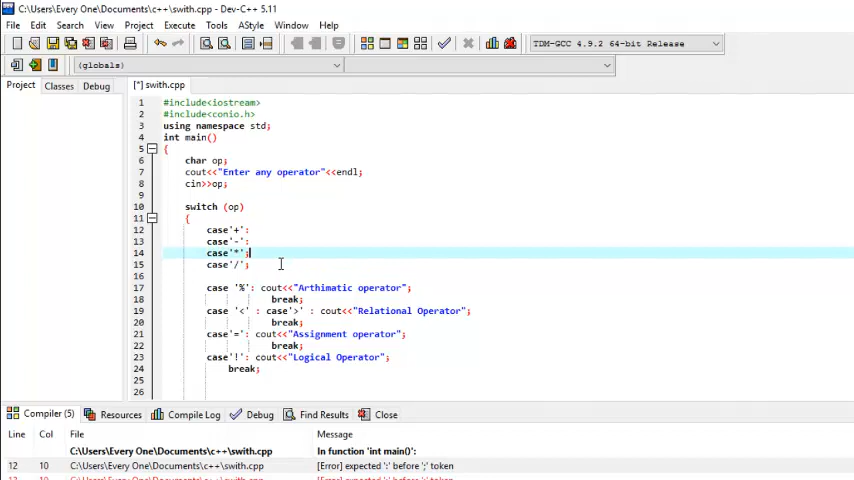 C:\Users\Every One\Documents\c++\swith.cpp - Dev-C++ 5.11
File Edit Search View Project Execute Tools AStyle Window Help
TDM-GCC 4.9.2 64-bit Release
(globals)
Project Classes Debug [*] swith.cpp
1 #include<iostream>
2 #include<conio.h>
3 using namespace std;
4 int main()
5 {
6 char op;
7 cout<<"Enter any operator"<<endl;
8 cin>>op;
9
10 switch (op)
11 {
12 case'+':
13 case'-':
14 case'*';
15 case'/';
16
17 case '%': cout<<"Arthimatic operator";
18 break;
19 case '<' : case'>' : cout<<"Relational Operator";
20 break;
21 case'=': cout<<"Assignment operator";
22 break;
23 case'!': cout<<"Logical Operator";
24 break;
25
26
Compiler (5) Resources Compile Log Debug Find Results Close
Line Col File Message
C:\Users\Every One\Documents\c++\swith.cpp In function 'int main()':
12 10 C:\Users\Every One\Documents\c++\swith.cpp [Error] expected ':' before ';' token